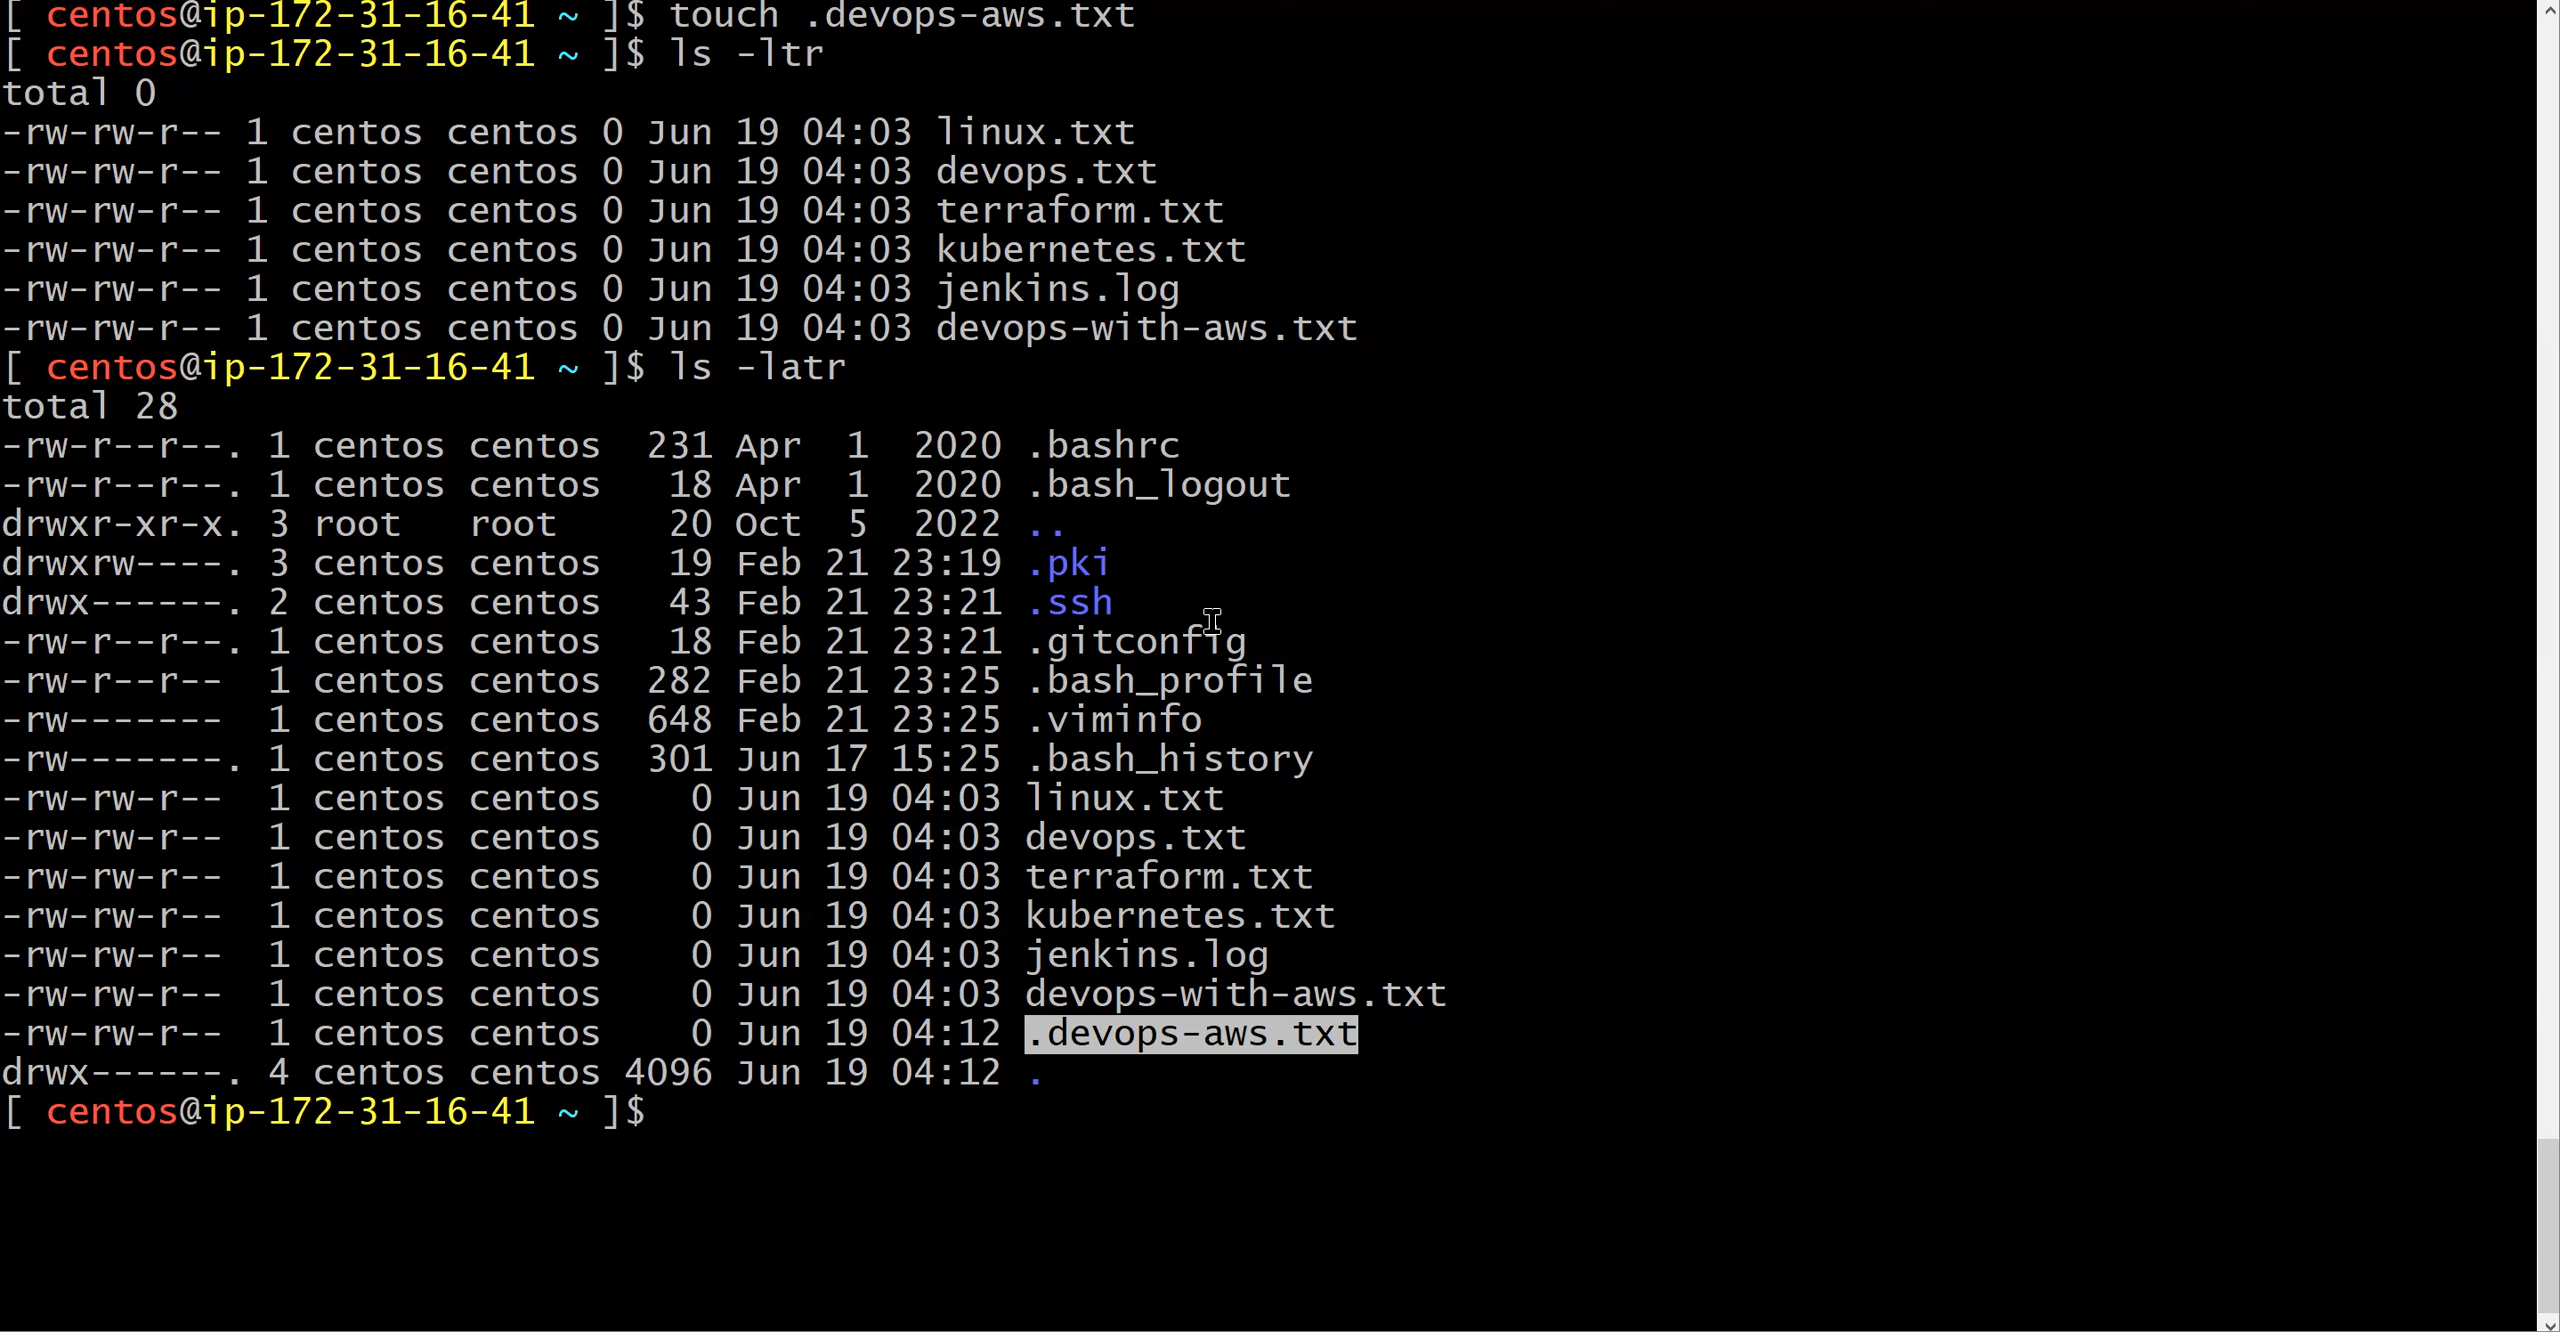 [ centos@ip-172-31-16-41 ~ ]$ touch .devops-aws.txt
[ centos@ip-172-31-16-41 ~ ]$ ls -ltr
total 0
-rw-rw-r-- 1 centos centos 0 Jun 19 04:03 linux.txt
-rw-rw-r-- 1 centos centos 0 Jun 19 04:03 devops.txt
-rw-rw-r-- 1 centos centos 0 Jun 19 04:03 terraform.txt
-rw-rw-r-- 1 centos centos 0 Jun 19 04:03 kubernetes.txt
-rw-rw-r-- 1 centos centos 0 Jun 19 04:03 jenkins.log
-rw-rw-r-- 1 centos centos 0 Jun 19 04:03 devops-with-aws.txt
[ centos@ip-172-31-16-41 ~ ]$ ls -latr
total 28
-rw-r--r--. 1 centos centos  231 Apr  1  2020 .bashrc
-rw-r--r--. 1 centos centos   18 Apr  1  2020 .bash_logout
drwxr-xr-x. 3 root   root     20 Oct  5  2022 ..
drwxrw----. 3 centos centos   19 Feb 21 23:19 .pki
drwx------. 2 centos centos   43 Feb 21 23:21 .ssh
-rw-r--r--. 1 centos centos   18 Feb 21 23:21 .gitconfig
-rw-r--r--  1 centos centos  282 Feb 21 23:25 .bash_profile
-rw-------  1 centos centos  648 Feb 21 23:25 .viminfo
-rw-------. 1 centos centos  301 Jun 17 15:25 .bash_history
-rw-rw-r--  1 centos centos    0 Jun 19 04:03 linux.txt
-rw-rw-r--  1 centos centos    0 Jun 19 04:03 devops.txt
-rw-rw-r--  1 centos centos    0 Jun 19 04:03 terraform.txt
-rw-rw-r--  1 centos centos    0 Jun 19 04:03 kubernetes.txt
-rw-rw-r--  1 centos centos    0 Jun 19 04:03 jenkins.log
-rw-rw-r--  1 centos centos    0 Jun 19 04:03 devops-with-aws.txt
-rw-rw-r--  1 centos centos    0 Jun 19 04:12 .devops-aws.txt
drwx------. 4 centos centos 4096 Jun 19 04:12 .
[ centos@ip-172-31-16-41 ~ ]$